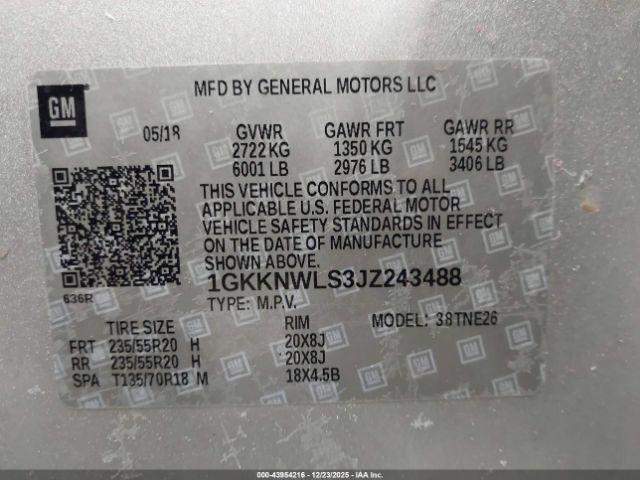 MFD BY GENERAL MOTORS LLC
GM
05/18 GVWR GAWR FRT GAWR RR
2722 KG 1350 KG 1545 KG
6001 LB 2976 LB 3406 LB
THIS VEHICLE CONFORMS TO ALL
APPLICABLE U.S. FEDERAL MOTOR
VEHICLE SAFETY STANDARDS IN EFFECT
ON THE DATE OF MANUFACTURE
SHOWN ABOVE.
636R
1GKKNWLS3JZ243488
TYPE: M.P.V.
TIRE SIZE RIM MODEL: 38TNE26
FRT 235/55R20 H 20X8J
RR 235/55R20 H 20X8J
SPA T135/70R18 M 18X4.5B
000-43954216 - 12/23/2025 - IAAI.COM